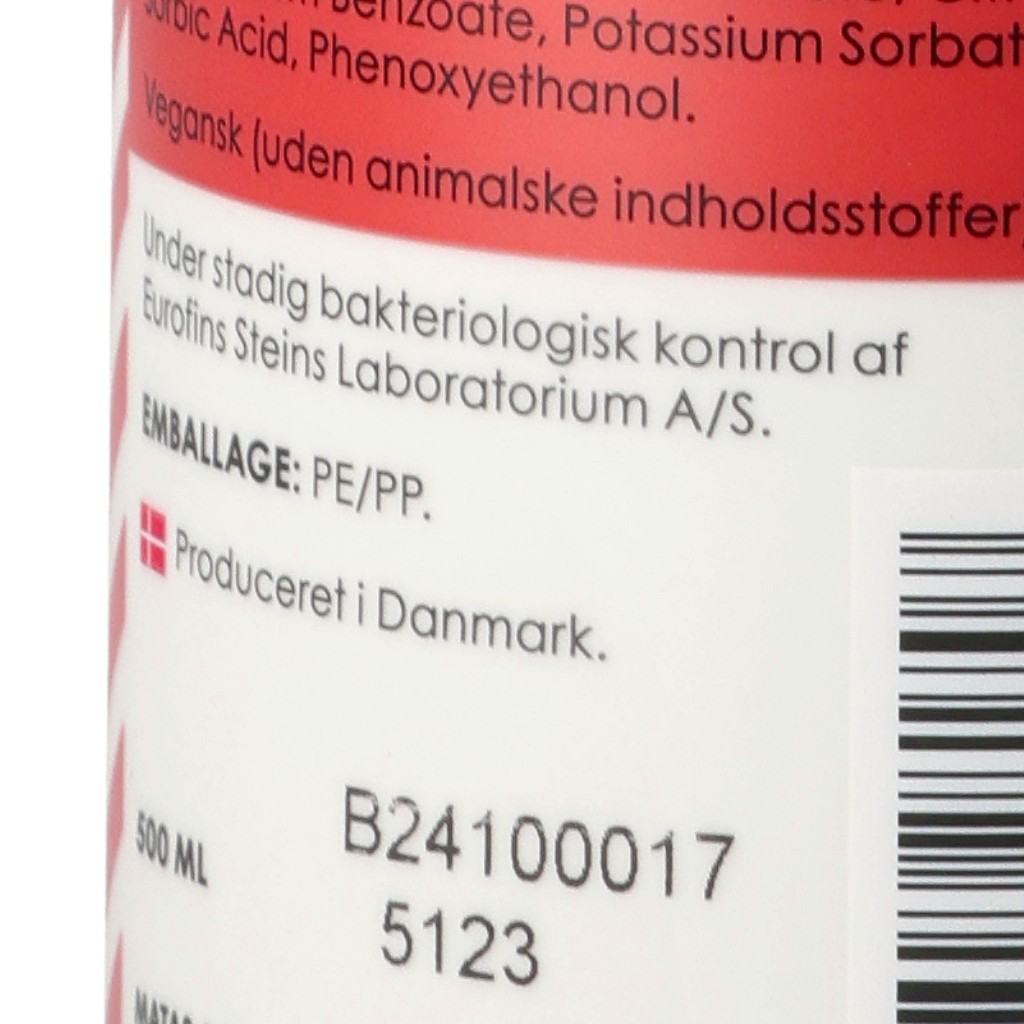 Benzoate, Potassium Sorbat
Sorbic Acid, Phenoxyethanol.
Vegansk (uden animalske indholdsstoffer
Under stadig bakteriologisk kontrol af
Eurofins Steins Laboratorium A/S.
EMBALLAGE: PE/PP.
Produceret i Danmark.
B24100017
500 ML
5123